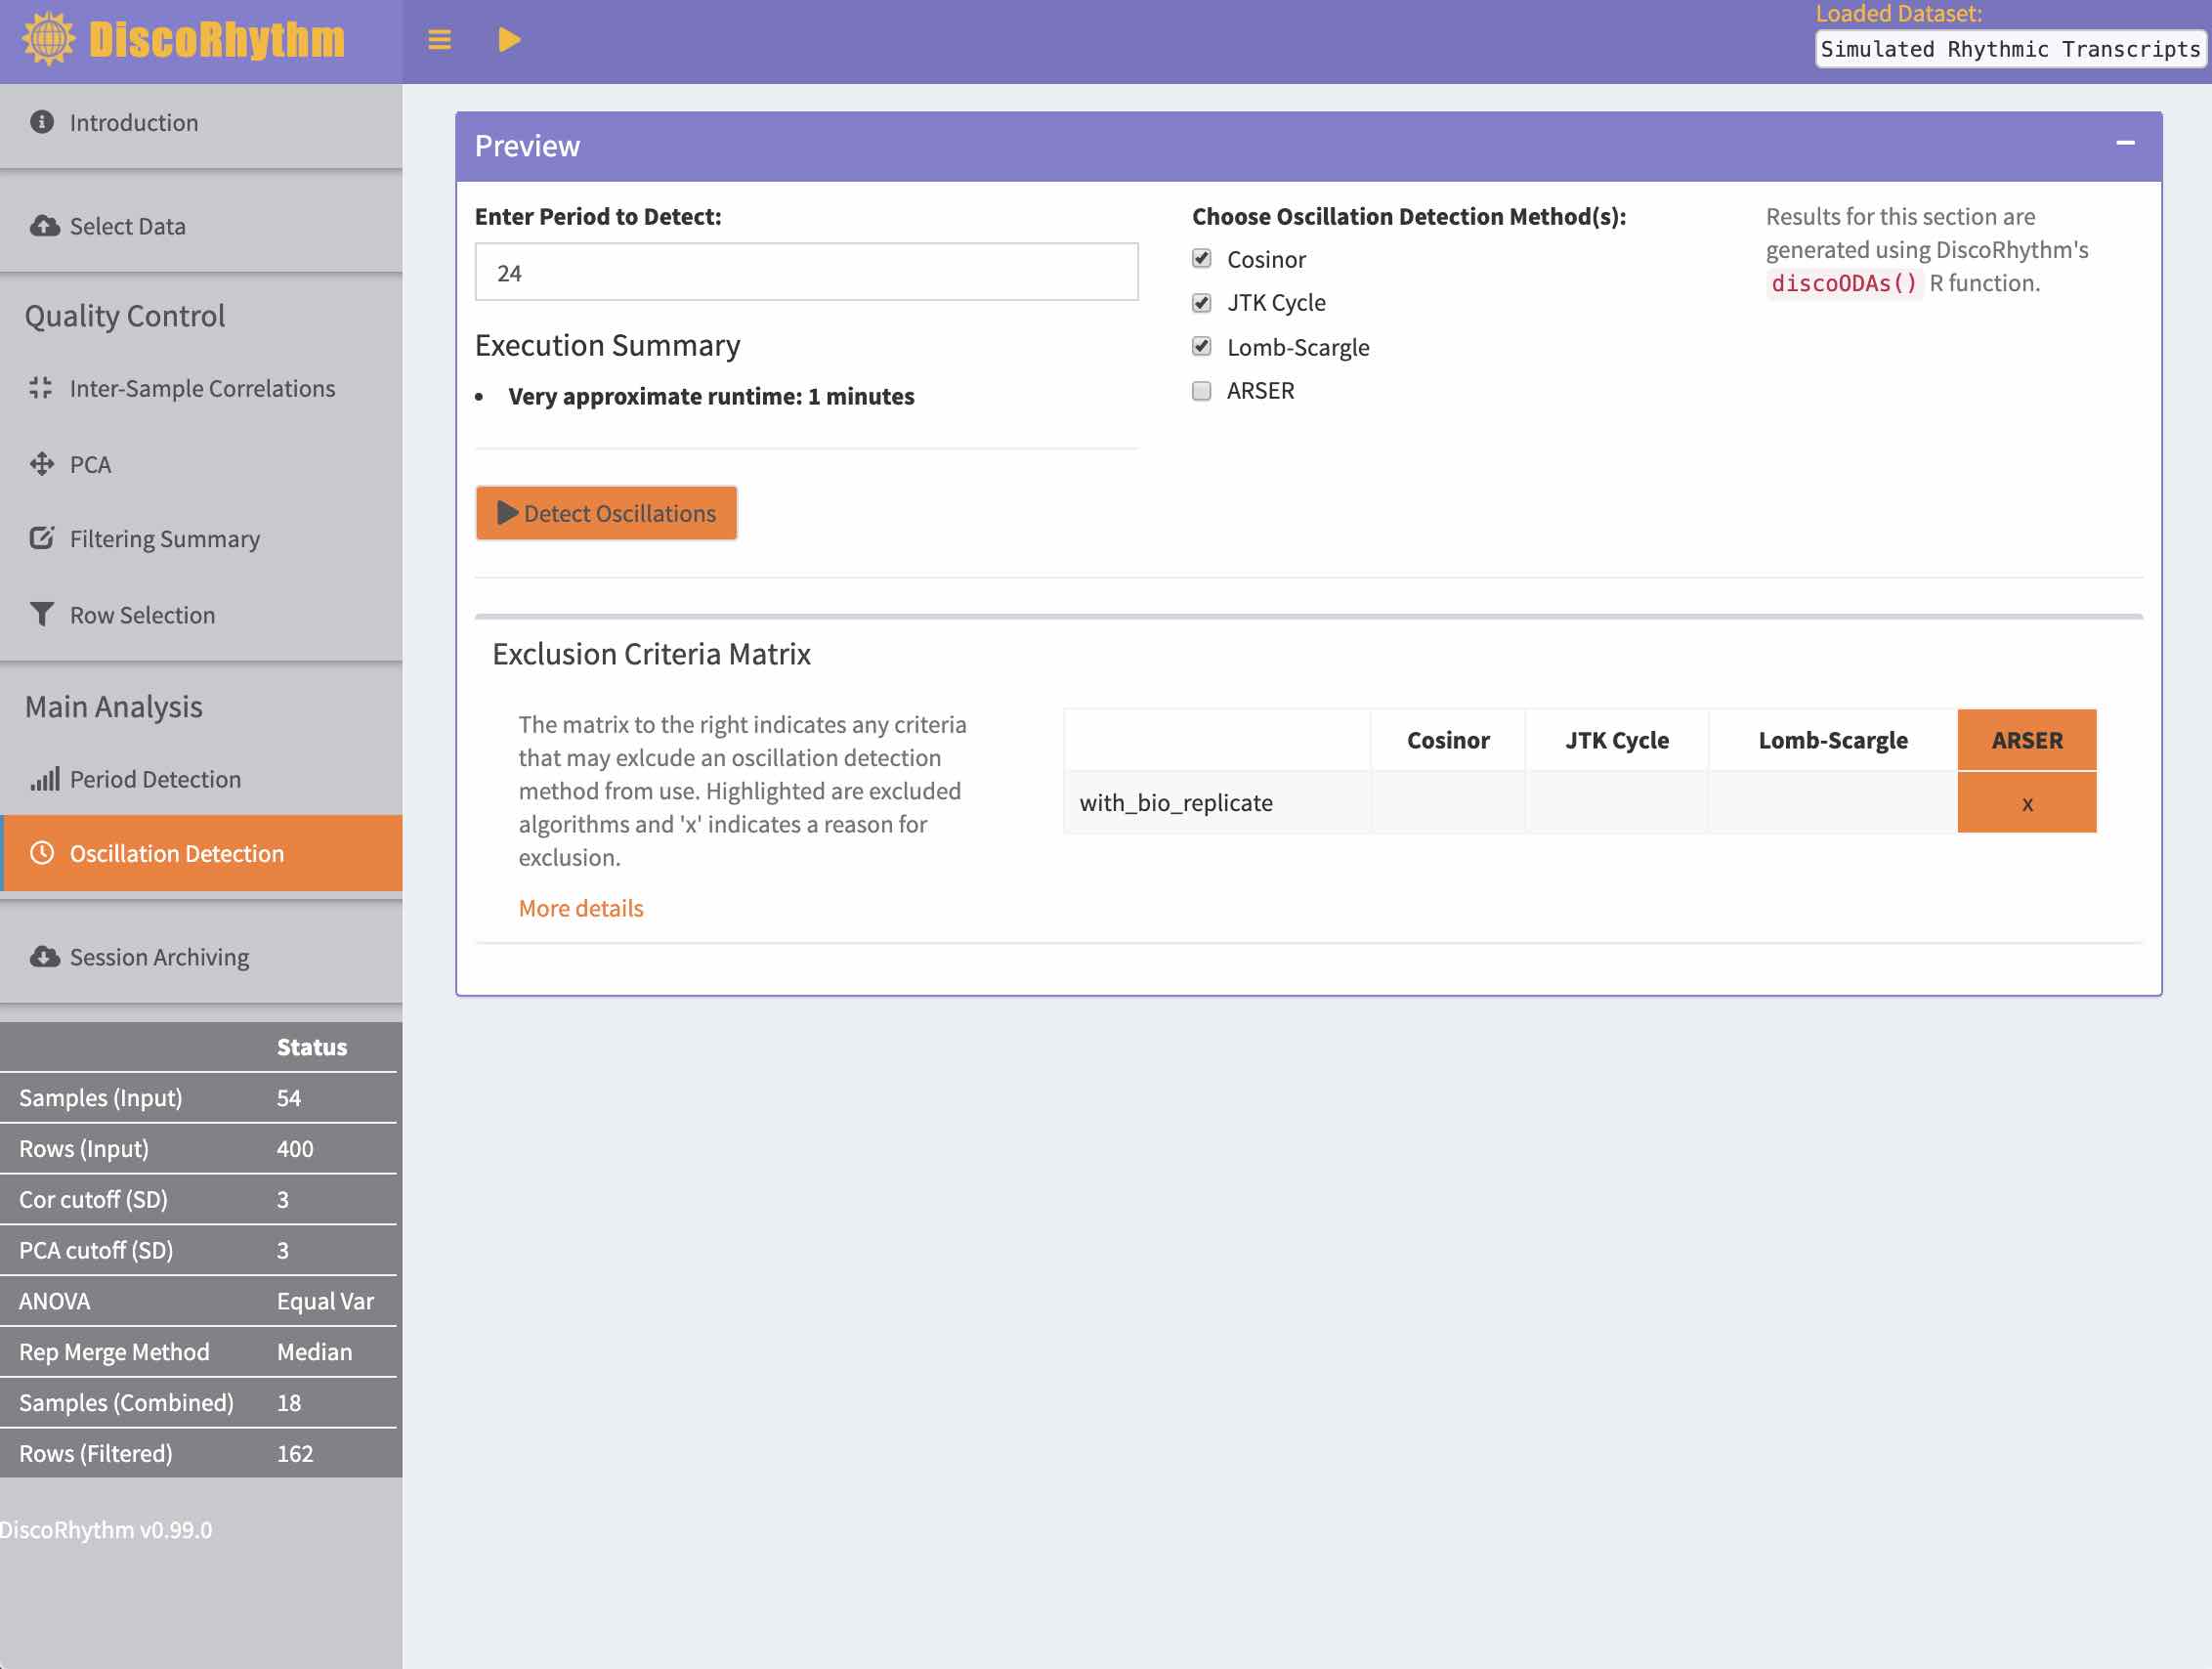 DiscoRhythm
Loaded Dataset:
Simulated Rhythmic Transcripts
Introduction
Select Data
Quality Control
Inter-Sample Correlations
PCA
Filtering Summary
Row Selection
Main Analysis
Period Detection
Oscillation Detection
Session Archiving
Status
Samples (Input) 54
Rows (Input) 400
Cor cutoff (SD) 3
PCA cutoff (SD) 3
ANOVA Equal Var
Rep Merge Method Median
Samples (Combined) 18
Rows (Filtered) 162
DiscoRhythm v0.99.0
Preview
Enter Period to Detect:
24
Execution Summary
• Very approximate runtime: 1 minutes
Detect Oscillations
Choose Oscillation Detection Method(s):
Cosinor
JTK Cycle
Lomb-Scargle
ARSER
Results for this section are
generated using DiscoRhythm's
discoODAs() R function.
Exclusion Criteria Matrix
The matrix to the right indicates any criteria
that may exlcude an oscillation detection
method from use. Highlighted are excluded
algorithms and 'x' indicates a reason for
exclusion.
More details
Cosinor JTK Cycle Lomb-Scargle ARSER
with_bio_replicate x